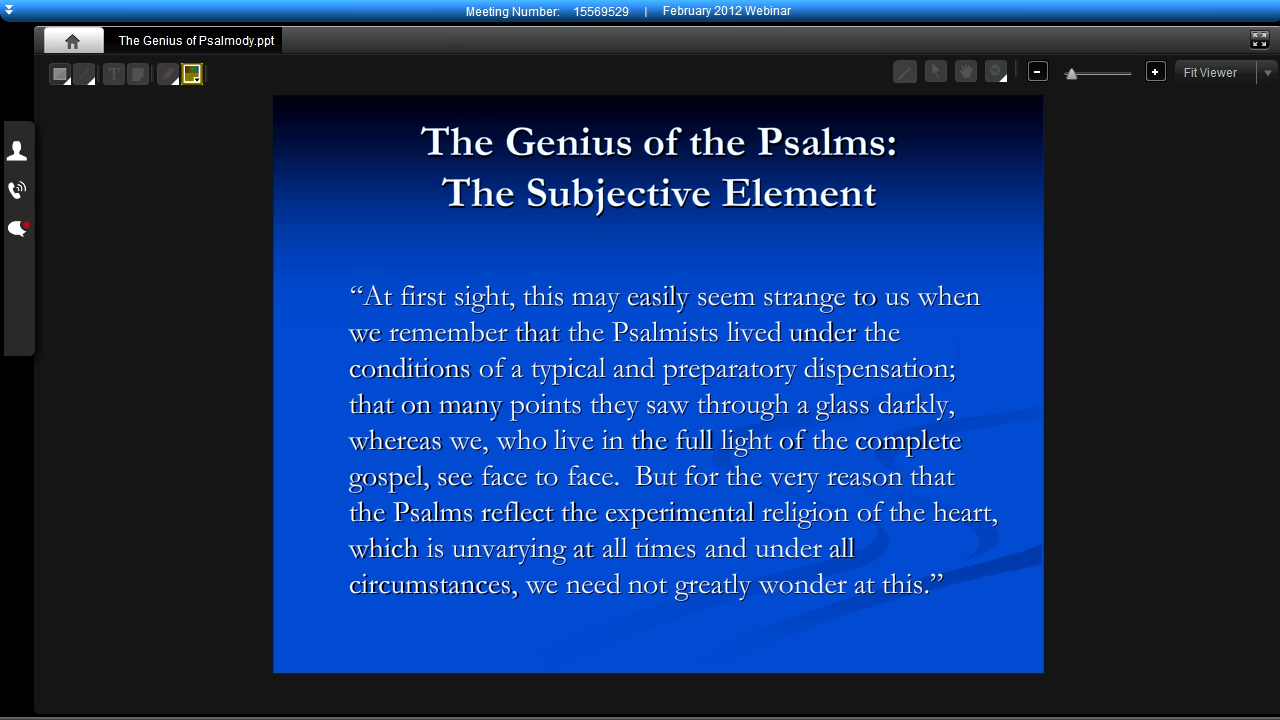 Meeting Number: 15569529 | February 2012 Webinar
The Genius of Psalmody.ppt
T
Fit Viewer
The Genius of the Psalms:
The Subjective Element
“At first sight, this may easily seem strange to us when
we remember that the Psalmists lived under the
conditions of a typical and preparatory dispensation;
that on many points they saw through a glass darkly,
whereas we, who live in the full light of the complete
gospel, see face to face.  But for the very reason that
the Psalms reflect the experimental religion of the heart,
which is unvarying at all times and under all
circumstances, we need not greatly wonder at this.”